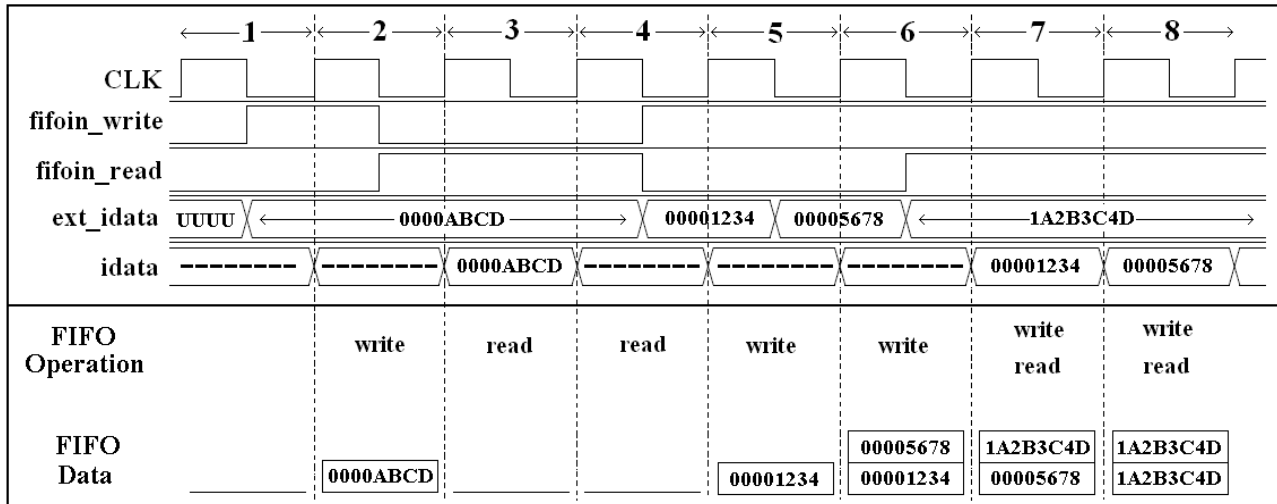 1 2 3 4 5 6 7 8
CLK
fifoin_write
fifoin_read
ext_idata UUUU 0000ABCD 00001234 00005678 1A2B3C4D
idata 0000ABCD 00001234 00005678
FIFO
Operation
write read read write write write write
read read
FIFO
Data
00005678 1A2B3C4D 1A2B3C4D
0000ABCD 00001234 00001234 00005678 1A2B3C4D